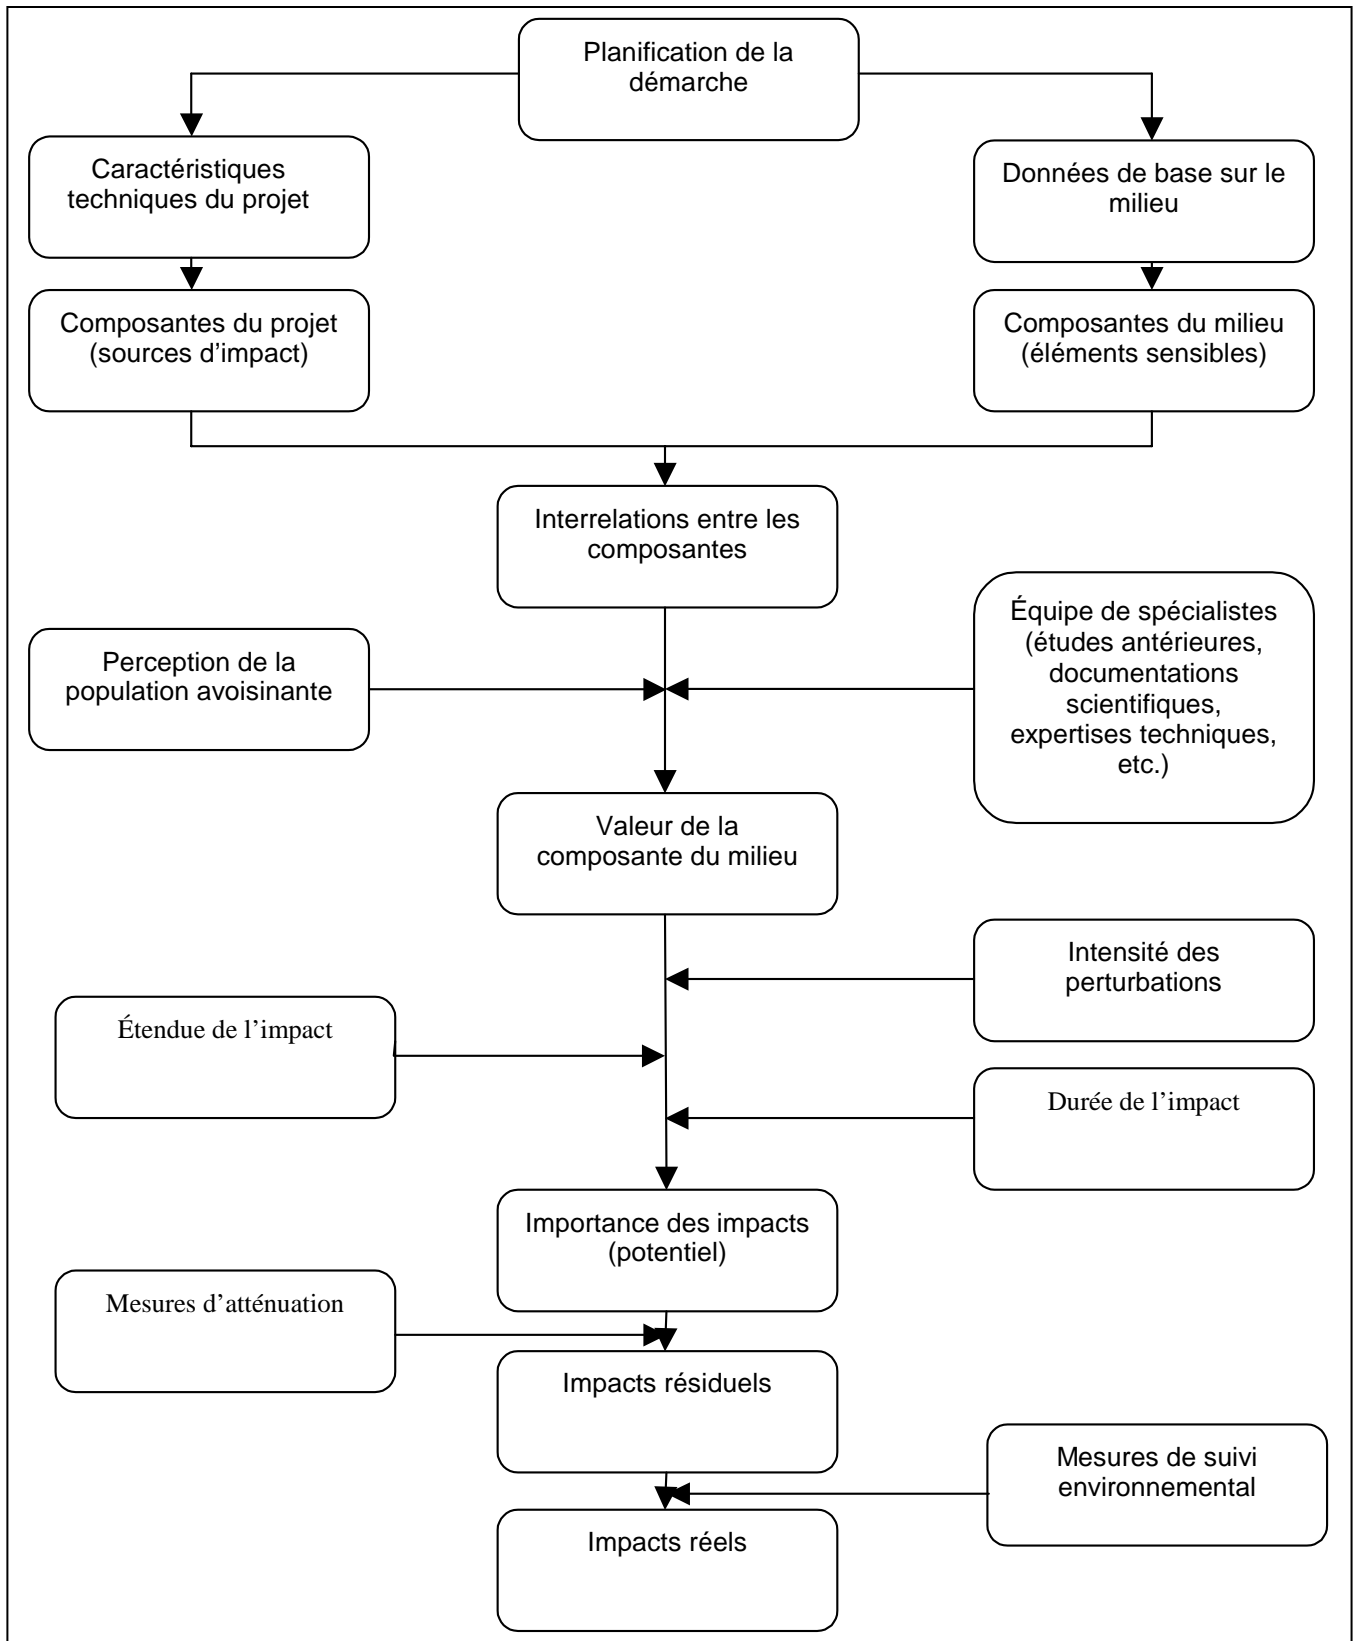 Planification de la
démarche
Caractéristiques
techniques du projet
Données de base sur le
milieu
Composantes du projet
(sources d’impact)
Composantes du milieu
(éléments sensibles)
Interrelations entre les
composantes
Perception de la
population avoisinante
Équipe de spécialistes
(études antérieures,
documentations
scientifiques,
expertises techniques,
etc.)
Valeur de la
composante du milieu
Intensité des
perturbations
Étendue de l’impact
Durée de l’impact
Importance des impacts
(potentiel)
Mesures d’atténuation
Impacts résiduels
Mesures de suivi
environnemental
Impacts réels